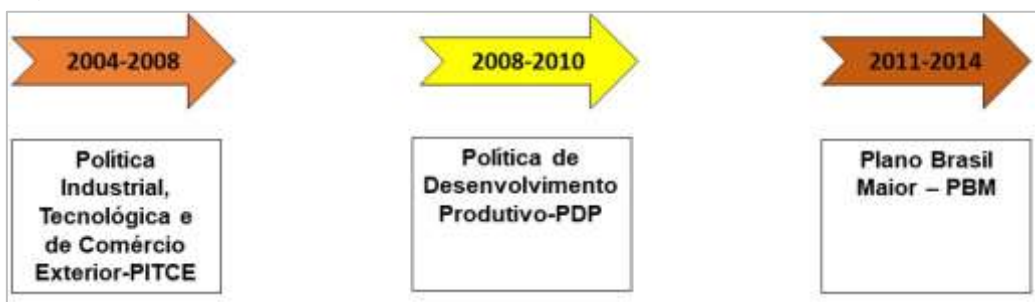 2004-2008
Política
Industrial,
Tecnológica e
de Comércio
Exterior-PITCE
2008-2010
Política de
Desenvolvimento
Produtivo-PDP
2011-2014
Plano Brasil
Maior – PBM